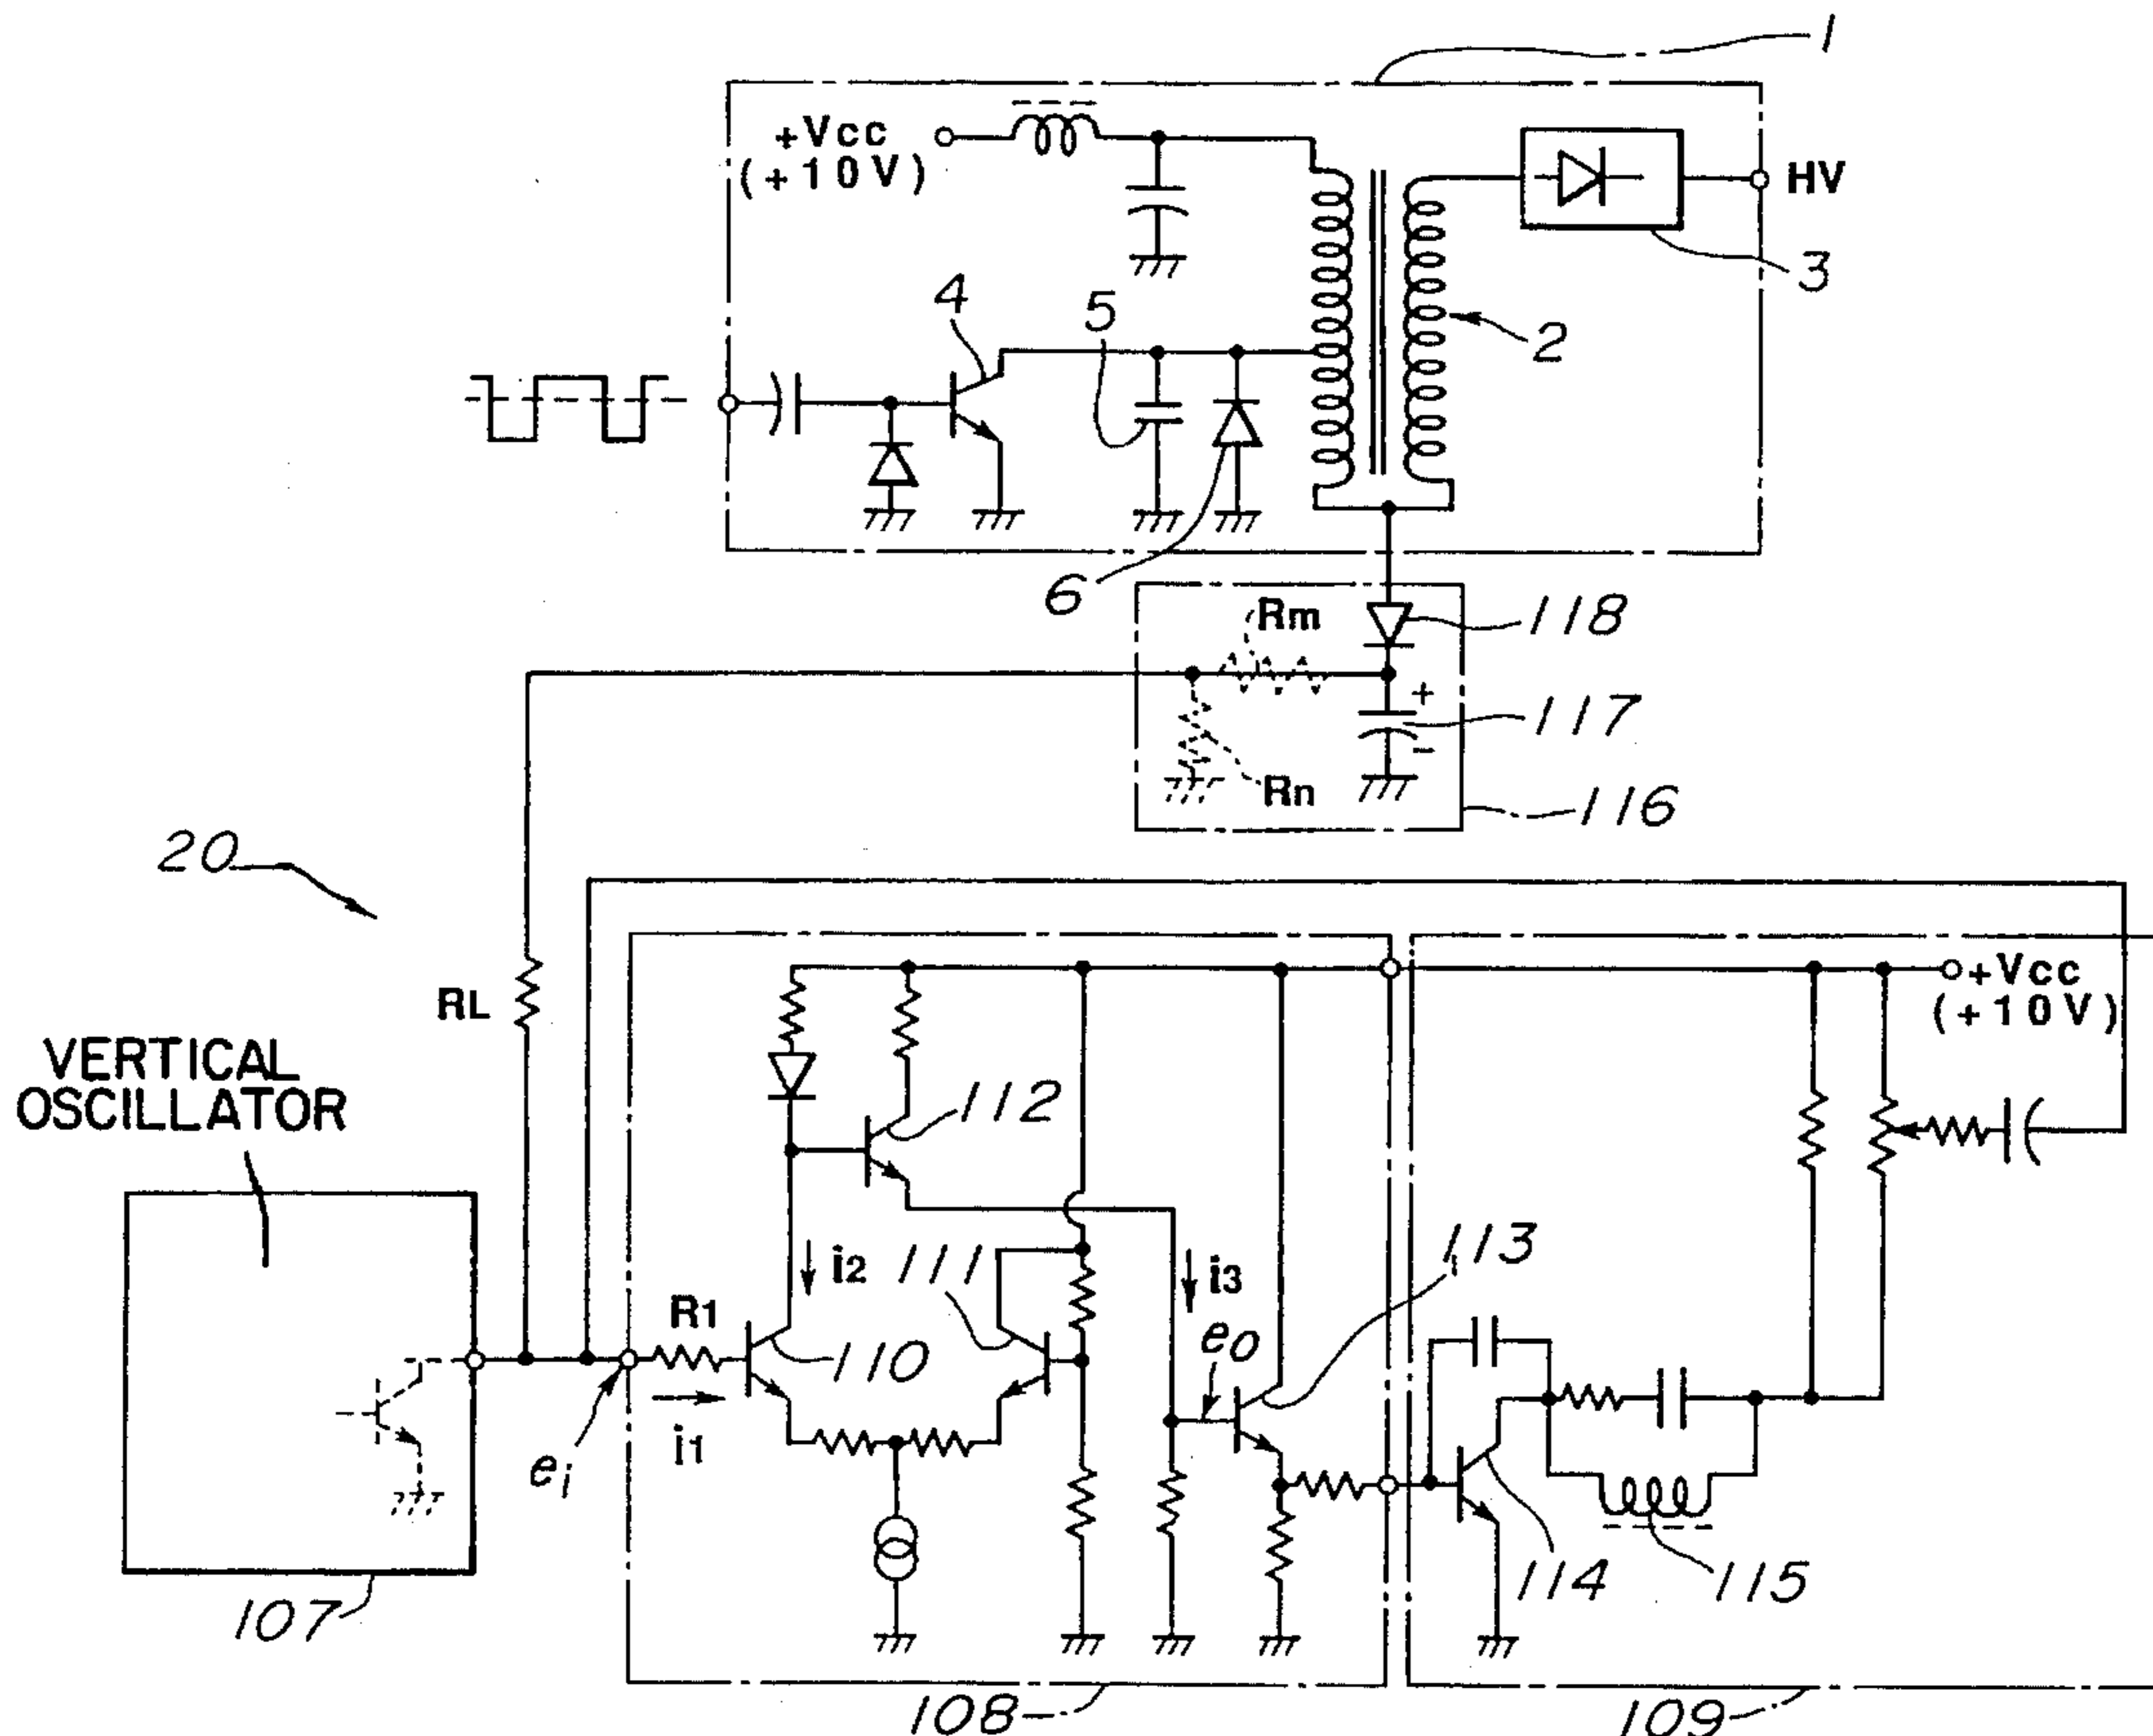 1
+Vcc
(+10V)
HV
3
4
5
2
6
Rm
118
+
117
-
Rn
116
20
RL
+Vcc
(+10V)
VERTICAL
OSCILLATOR
112
i2
111
i3
113
R1
eo
110
ei
i1
114
115
107
108
109